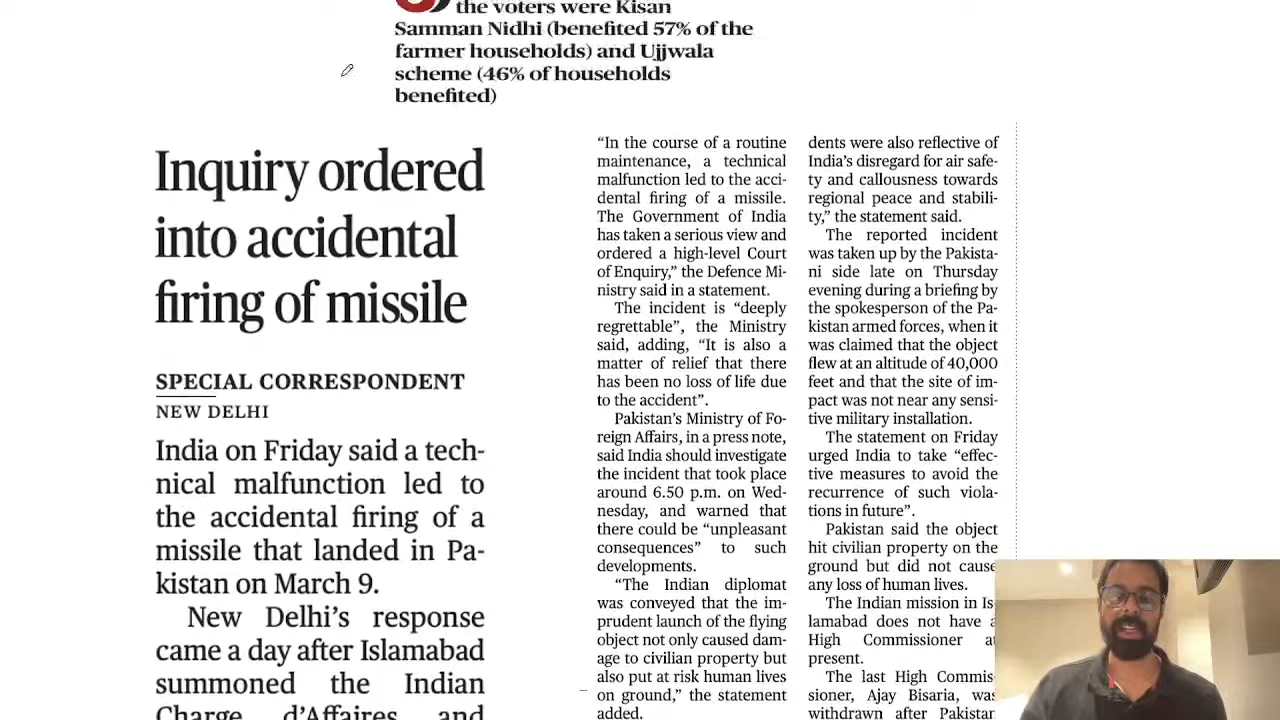 the voters were Kisan
Samman Nidhi (benefited 57% of the
farmer households) and Ujjwala
scheme (46% of households
benefited)
Inquiry ordered
into accidental
firing of missile
SPECIAL CORRESPONDENT
NEW DELHI
India on Friday said a tech-
nical malfunction led to
the accidental firing of a
missile that landed in Pa-
kistan on March 9.
New Delhi’s response
came a day after Islamabad
summoned the Indian
Charge d’Affaires and
“In the course of a routine
maintenance, a technical
malfunction led to the acci-
dental firing of a missile.
The Government of India
has taken a serious view and
ordered a high-level Court
of Enquiry,” the Defence Mi-
nistry said in a statement.
The incident is “deeply
regrettable”, the Ministry
said, adding, “It is also a
matter of relief that there
has been no loss of life due
to the accident”.
Pakistan’s Ministry of Fo-
reign Affairs, in a press note,
said India should investigate
the incident that took place
around 6.50 p.m. on Wed-
nesday, and warned that
there could be “unpleasant
consequences” to such
developments.
“The Indian diplomat
was conveyed that the im-
prudent launch of the flying
object not only caused dam-
age to civilian property but
also put at risk human lives
on ground,” the statement
added.
dents were also reflective of
India’s disregard for air safe-
ty and callousness towards
regional peace and stabili-
ty,” the statement said.
The reported incident
was taken up by the Pakista-
ni side late on Thursday
evening during a briefing by
the spokesperson of the Pa-
kistan armed forces, when it
was claimed that the object
flew at an altitude of 40,000
feet and that the site of im-
pact was not near any sensi-
tive military installation.
The statement on Friday
urged India to take “effec-
tive measures to avoid the
recurrence of such viola-
tions in future”.
Pakistan said the object
hit civilian property on the
ground but did not cause
any loss of human lives.
The Indian mission in Is-
lamabad does not have a
High Commissioner at
present.
The last High Commis-
sioner, Ajay Bisaria, was
withdrawn after Pakistan